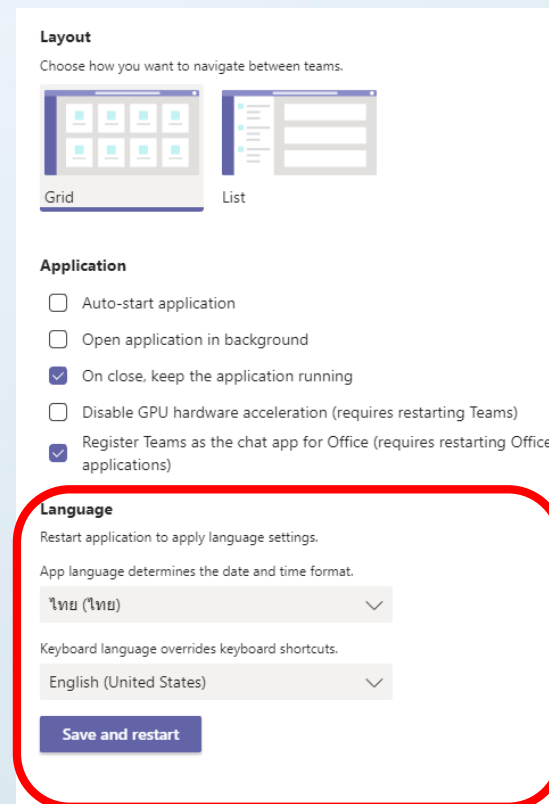 Layout
Choose how you want to navigate between teams.
Grid
List
Application
Auto-start application
Open application in background
On close, keep the application running
Disable GPU hardware acceleration (requires restarting Teams)
Register Teams as the chat app for Office (requires restarting Office
applications)
Language
Restart application to apply language settings.
App language determines the date and time format.
ไทย (ไทย)
Keyboard language overrides keyboard shortcuts.
English (United States)
Save and restart